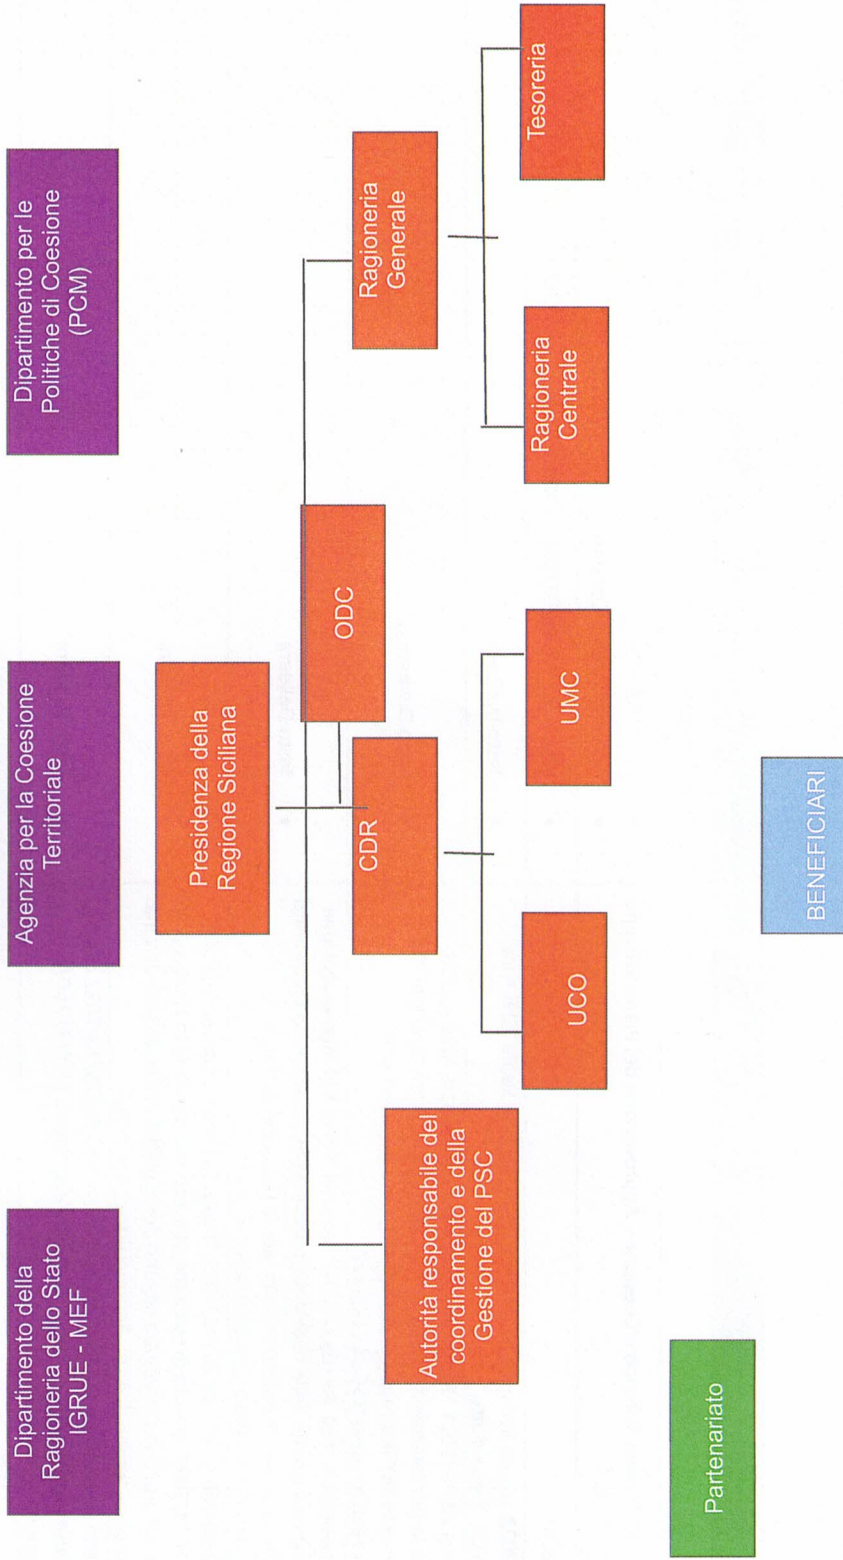 Dipartimento della
Ragioneria dello Stato
IGRUE - MEF
Agenzia per la Coesione
Territoriale
Dipartimento per le
Politiche di Coesione
(PCM)
Presidenza della
Regione Siciliana
ODC
Autorità responsabile del
coordinamento e della
Gestione del PSC
CDR
Ragioneria
Generale
UCO
UMC
Ragioneria
Centrale
Tesoreria
Partenariato
BENEFICIARI